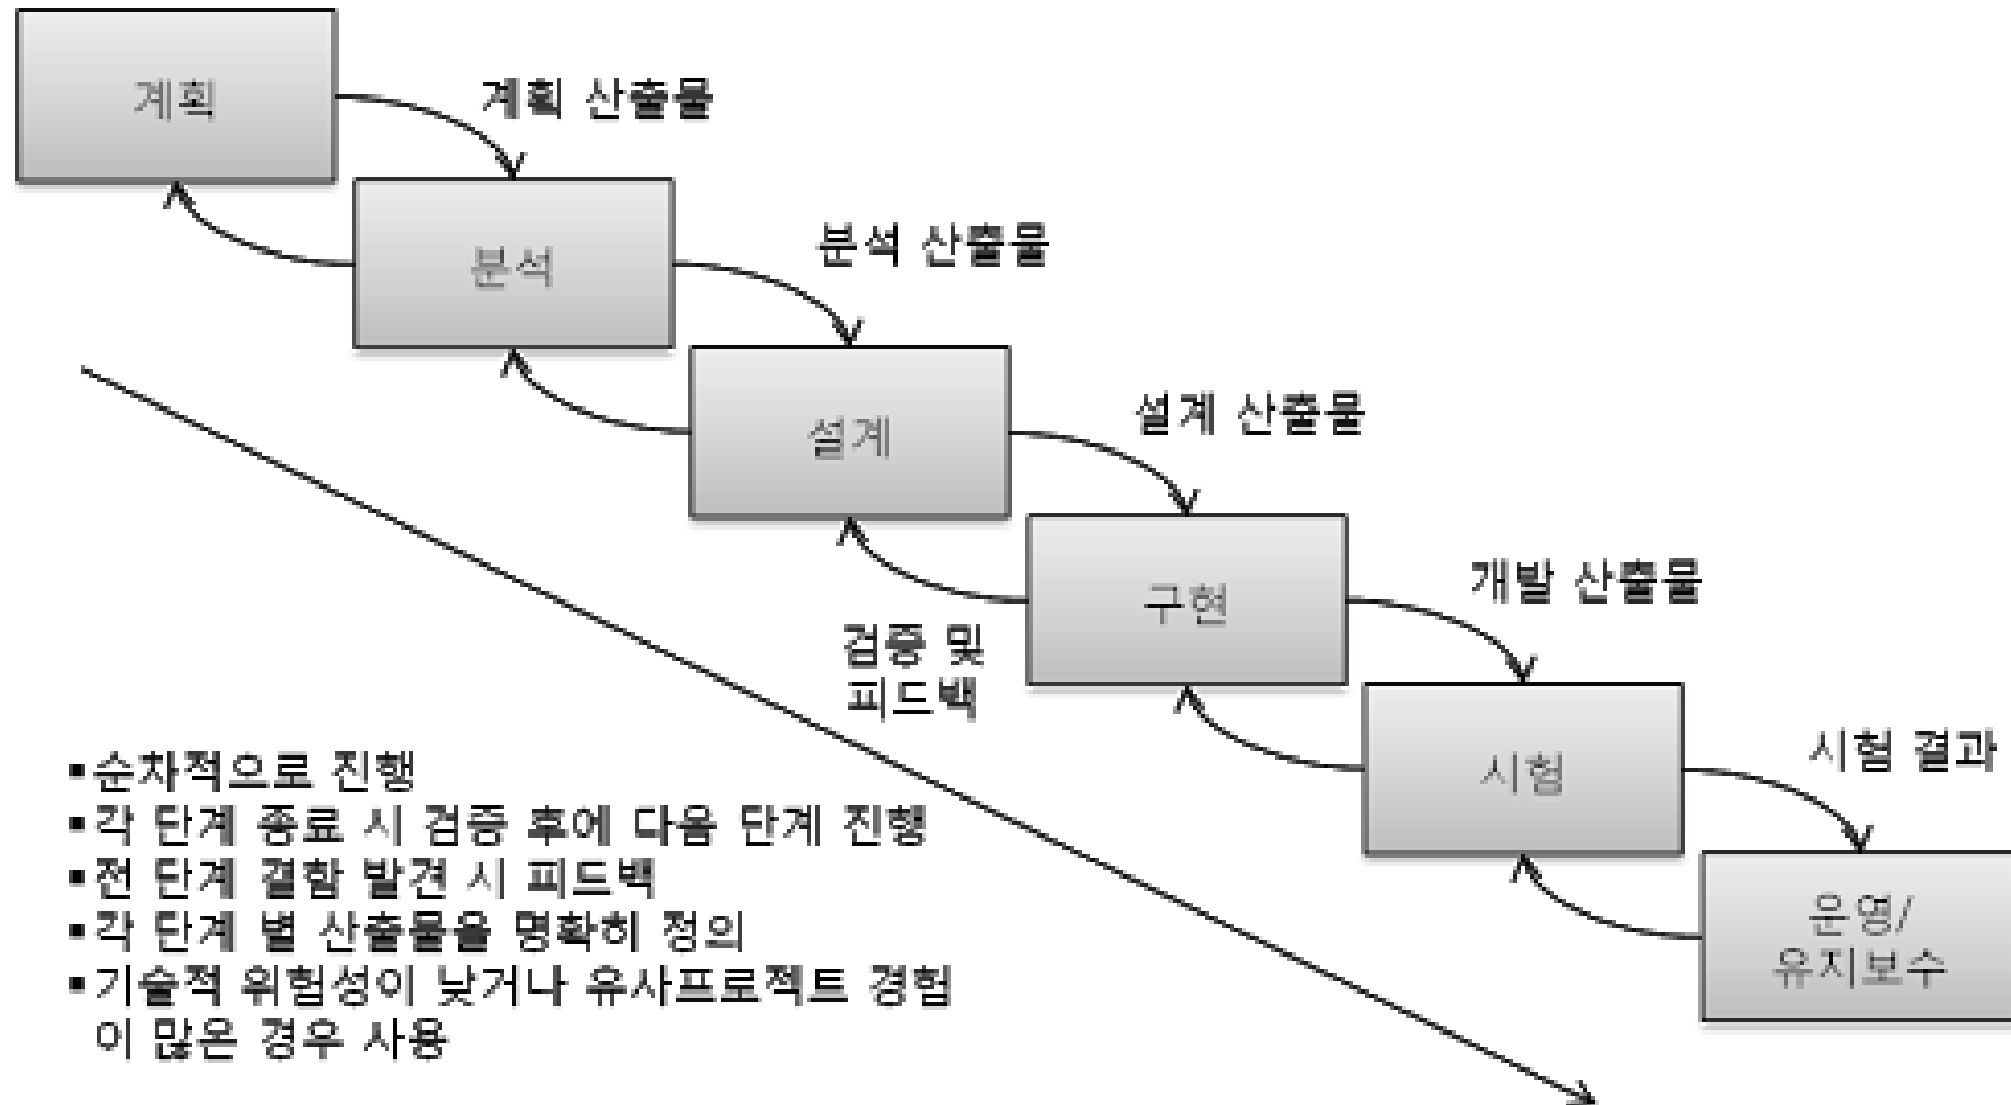 계획
계획 산출물
분석
분석 산출물
설계
설계 산출물
구현
개발 산출물
검증 및
피드백
시험
시험 결과
운영/
유지보수
▪순차적으로 진행
▪각 단계 종료 시 검증 후에 다음 단계 진행
▪전 단계 결함 발견 시 피드백
▪각 단계 별 산출물을 명확히 정의
▪기술적 위험성이 낮거나 유사프로젝트 경험
이 많은 경우 사용